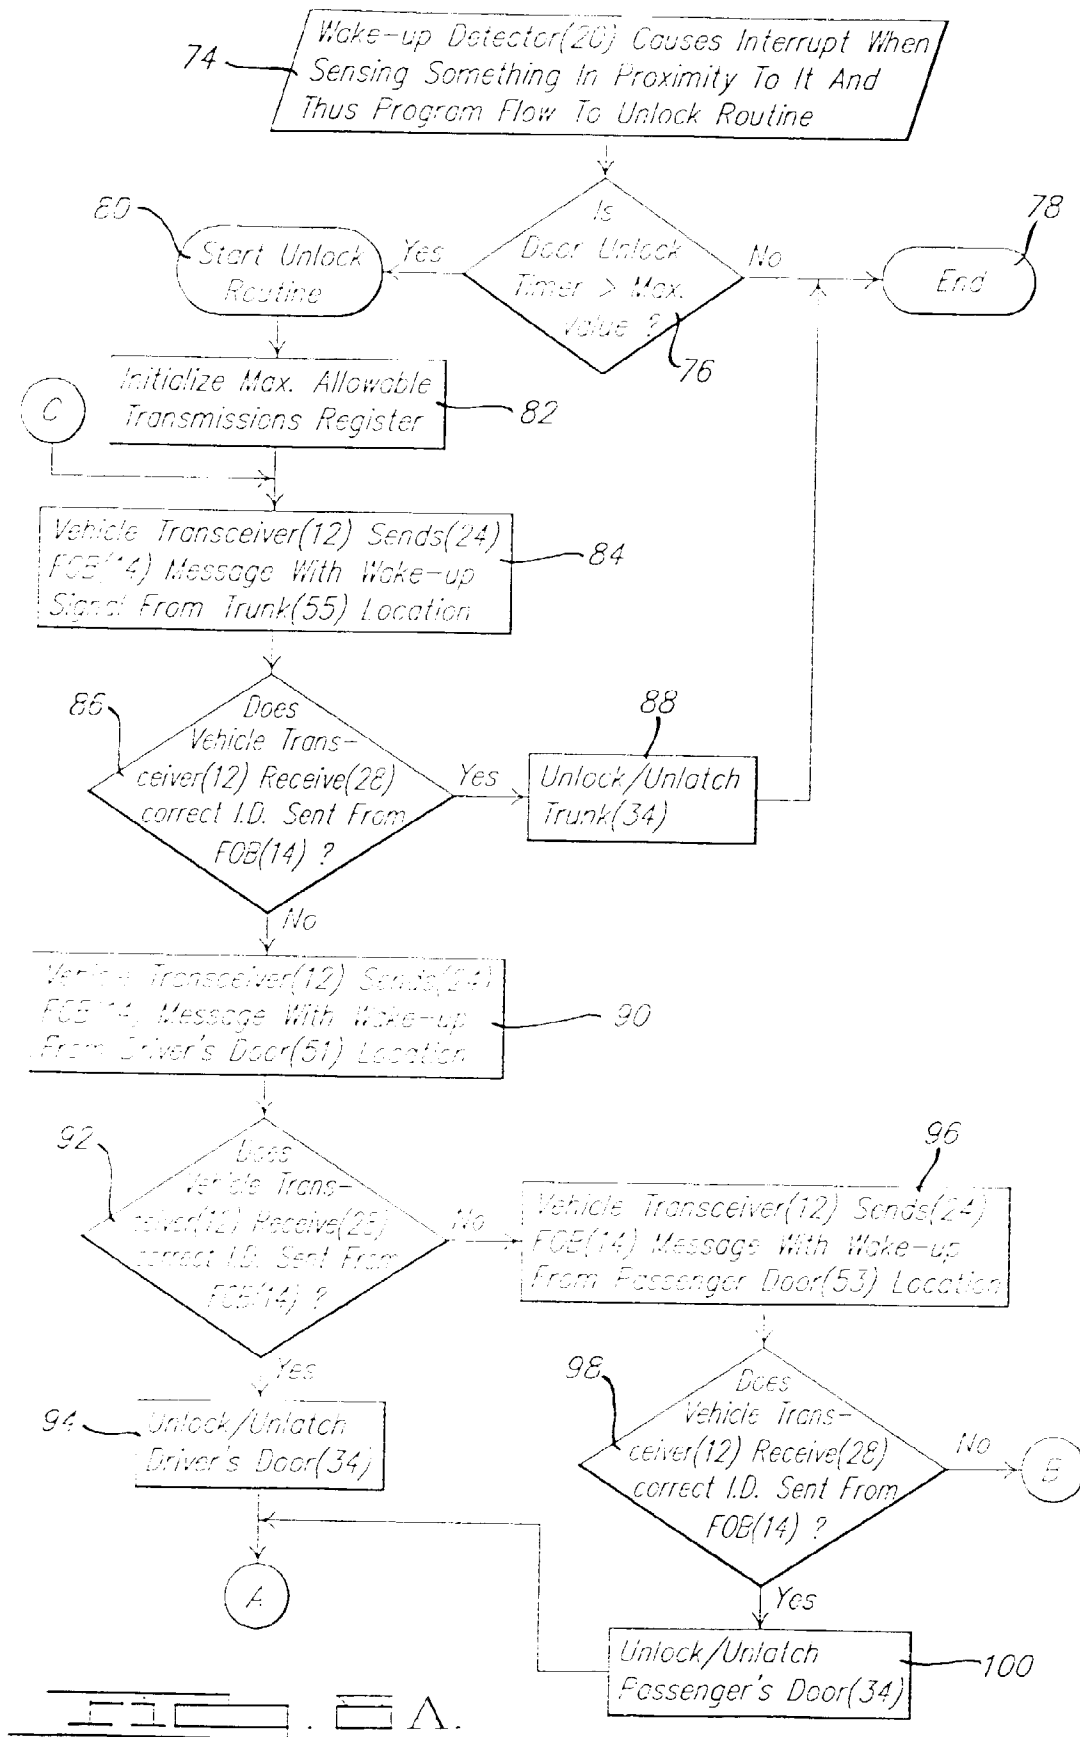 74
Wake-up Detector(20) Causes Interrupt When
Sensing Something In Proximity To It And
Thus Program Flow To Unlock Routine
80
Start Unlock
Routine
Yes
Is
Door Unlock
Timer > Max.
Value ?
76
No
78
End
C
Initialize Max. Allowable
Transmissions Register
82
Vehicle Transceiver(12) Sends(24)
FOB(14) Message With Wake-up
Signal From Trunk(55) Location
84
86
Does
Vehicle Trans-
ceiver(12) Receive(28)
correct I.D. Sent From
FOB(14) ?
Yes
88
Unlock/Unlatch
Trunk(34)
No
Vehicle Transceiver(12) Sends(24)
FOB(14) Message With Wake-up
From Driver's Door(51) Location
90
92
Does
Vehicle Trans-
ceiver(12) Receive(28)
correct I.D. Sent From
FOB(14) ?
No
96
Vehicle Transceiver(12) Sends(24)
FOB(14) Message With Wake-up
From Passenger Door(53) Location
Yes
94
Unlock/Unlatch
Driver's Door(34)
98
Does
Vehicle Trans-
ceiver(12) Receive(28)
correct I.D. Sent From
FOB(14) ?
No
B
A
Yes
Unlock/Unlatch
Passenger's Door(34)
100
A.